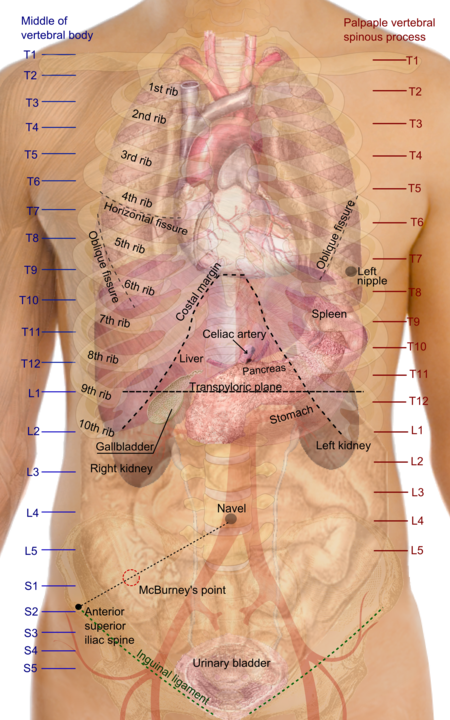 Middle of
vertebral body
Palpaple vertebral
spinous process
T1
T2
T3
T4
T5
T6
T7
T8
T9
T10
T11
T12
L1
L2
L3
L4
L5
S1
S2
S3
S4
S5
T1
T2
T3
T4
T5
T6
T7
T8
T9
T10
T11
T12
L1
L2
L3
L4
L5
1st rib
2nd rib
3rd rib
4th rib
Horizontal fissure
5th rib
Oblique fissure
6th rib
7th rib
8th rib
9th rib
10th rib
Oblique fissure
Left
nipple
Costal margin
Spleen
Celiac artery
Liver
Pancreas
Transpyloric plane
Stomach
Gallbladder
Right kidney
Left kidney
Navel
McBurney's point
Anterior
superior
iliac spine
Inguinal ligament
Urinary bladder